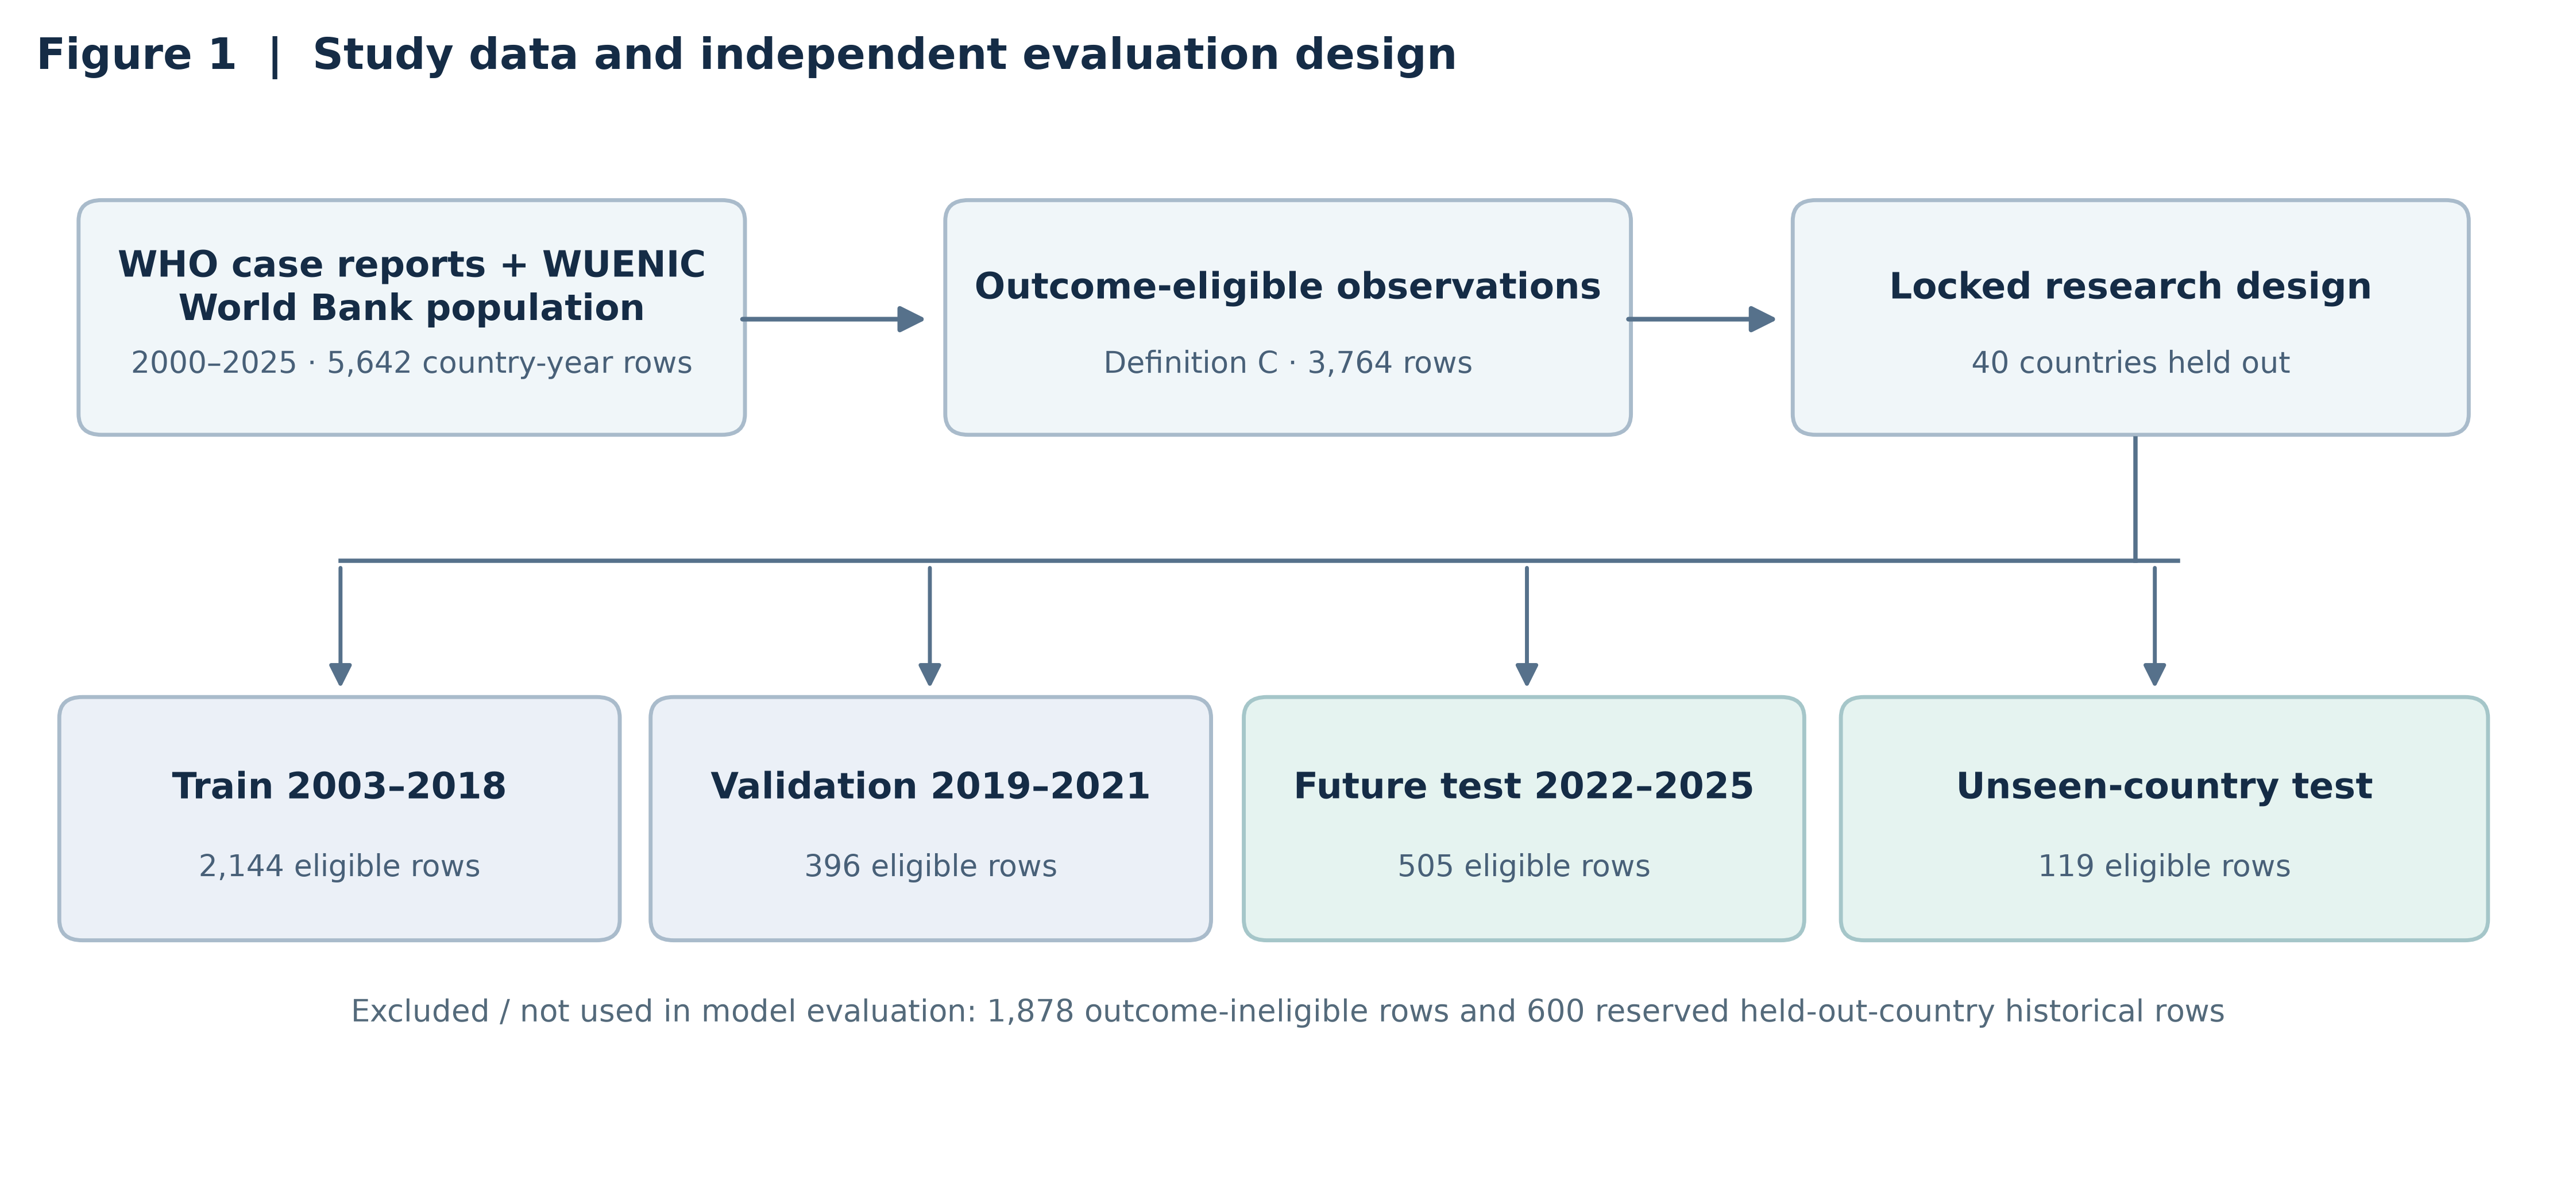 Figure 1 | Study data and independent evaluation design
WHO case reports + WUENIC
World Bank population
2000–2025 · 5,642 country-year rows
Outcome-eligible observations
Definition C · 3,764 rows
Locked research design
40 countries held out
Train 2003–2018
2,144 eligible rows
Validation 2019–2021
396 eligible rows
Future test 2022–2025
505 eligible rows
Unseen-country test
119 eligible rows
Excluded / not used in model evaluation: 1,878 outcome-ineligible rows and 600 reserved held-out-country historical rows